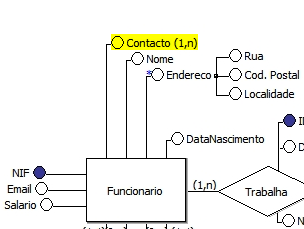 Contacto (1,n)
Nome
Endereco
Rua
Cod. Postal
Localidade
DataNascimento
NIF
Email
Salario
Funcionario
(1,n)
Trabalha